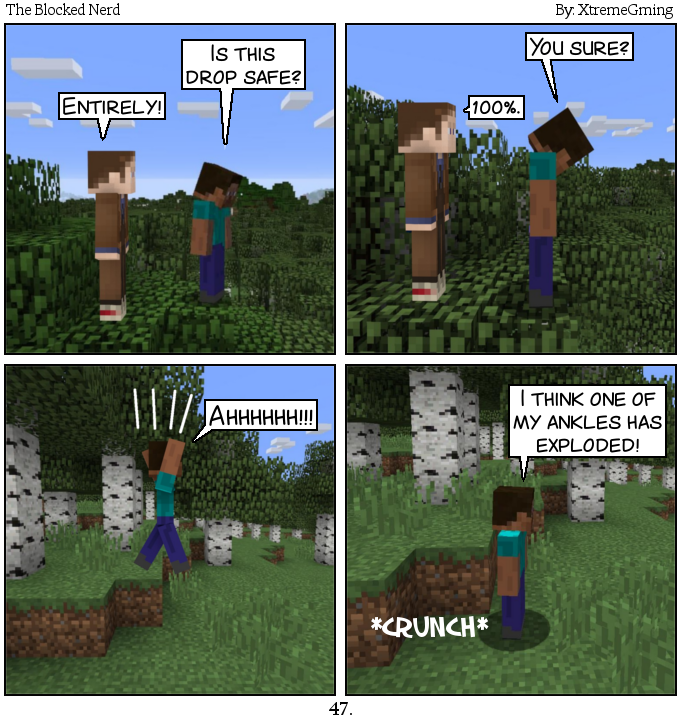 The Blocked Nerd
By: XtremeGming
Is this
drop safe?
Entirely!
You sure?
100%.
Ahhhhhh!!!
I think one of
my ankles has
exploded!
*CRUNCH*
47.